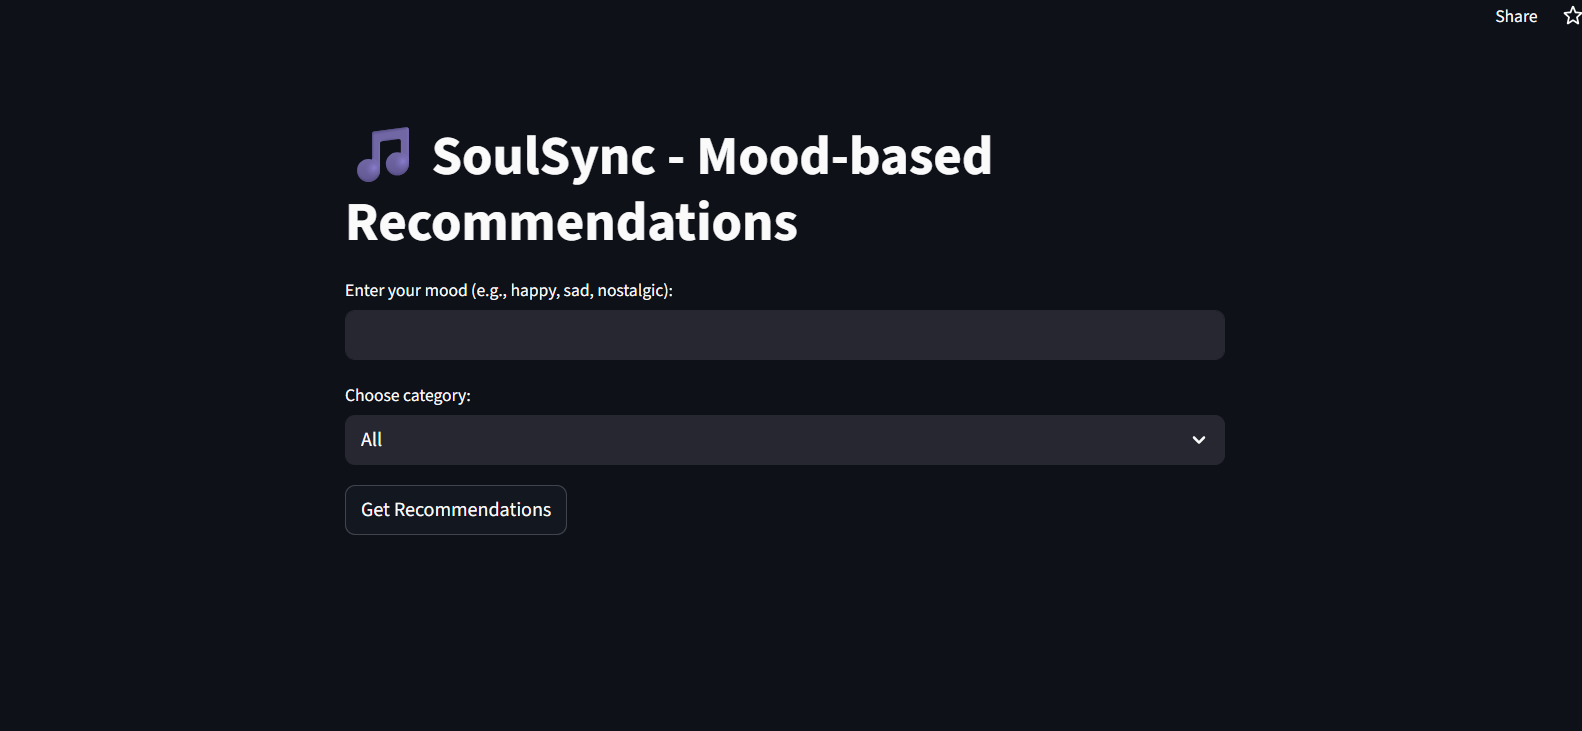 Share
SoulSync - Mood-based
Recommendations
Enter your mood (e.g., happy, sad, nostalgic):
Choose category:
All
Get Recommendations